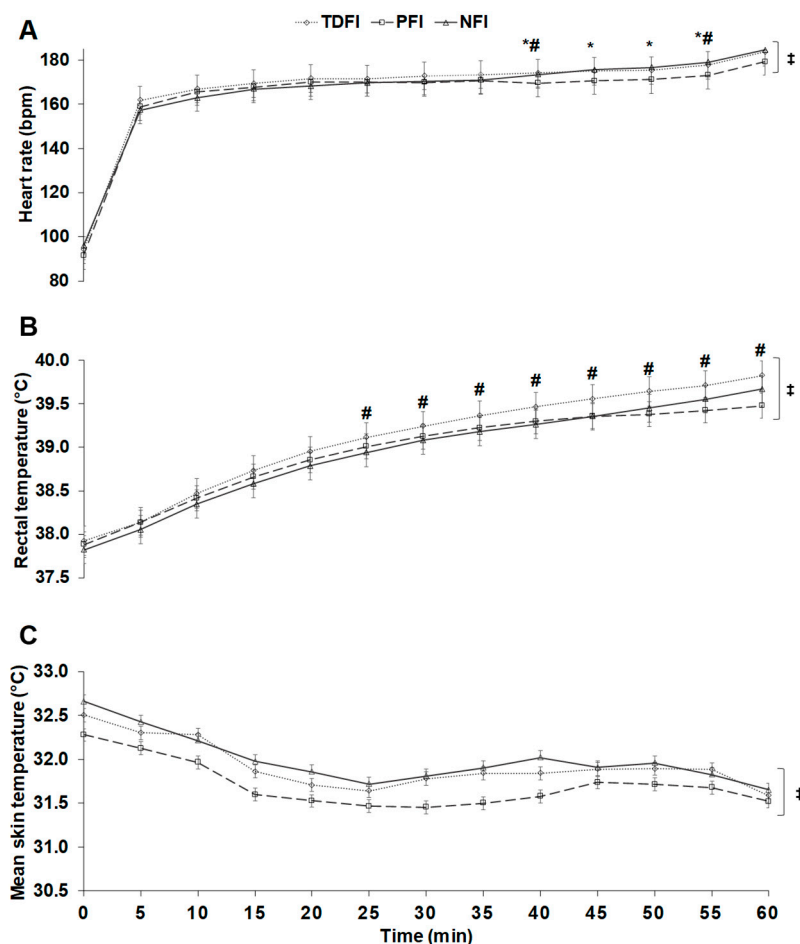 A
TDFI PFI NFI
*# * * *#
180
160
140
120
100
80
Heart rate (bpm)
‡
B
# # # # # # # #
40.0
39.5
39.0
38.5
38.0
37.5
Rectal temperature (°C)
‡
C
33.0
32.5
32.0
31.5
31.0
30.5
Mean skin temperature (°C)
‡
0 5 10 15 20 25 30 35 40 45 50 55 60
Time (min)